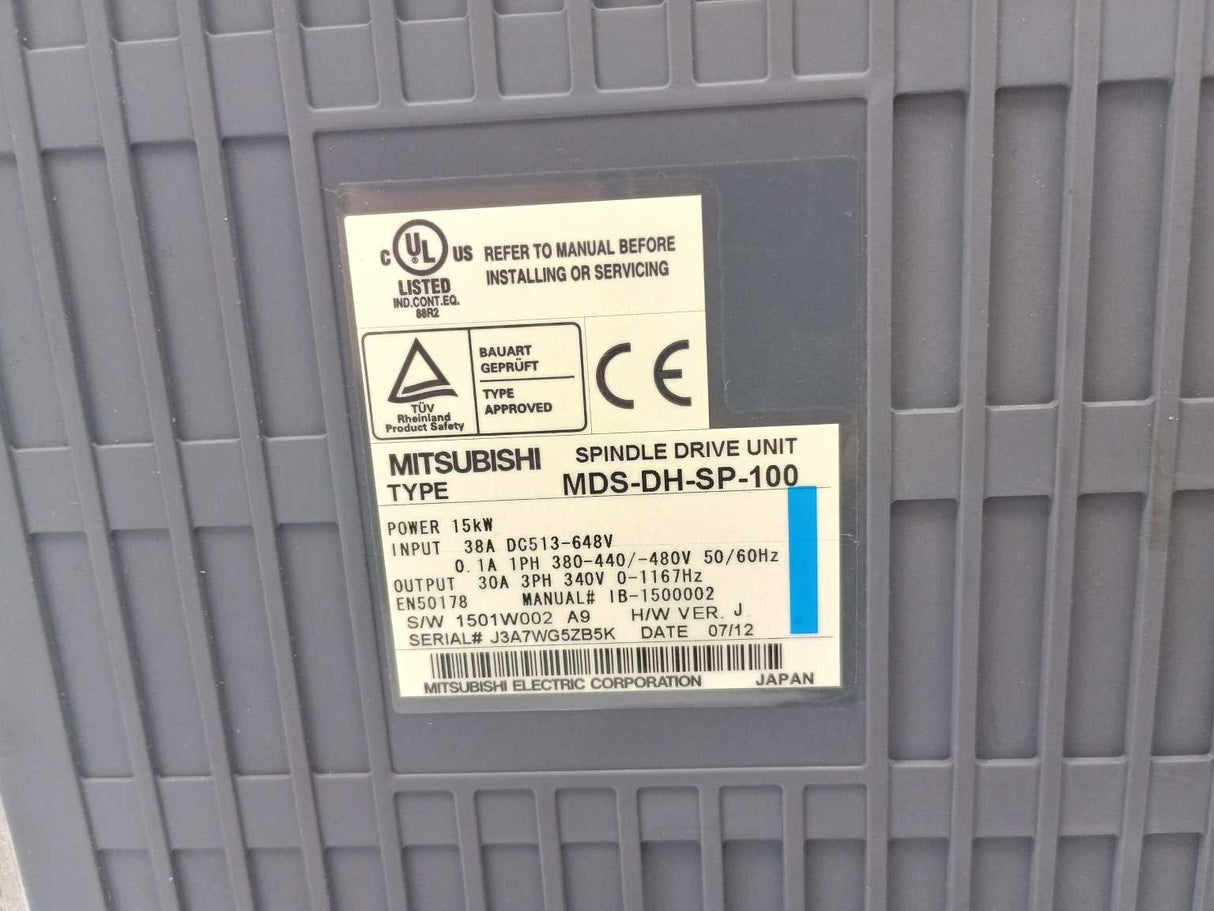 C UL US REFER TO MANUAL BEFORE
INSTALLING OR SERVICING
LISTED
IND.CONT.EQ.
88R2
TÜV
Rheinland
Product Safety
BAUART
GEPRÜFT
TYPE
APPROVED
CE
MITSUBISHI SPINDLE DRIVE UNIT
TYPE MDS-DH-SP-100
POWER 15kW
INPUT 38A DC513-648V
0.1A 1PH 380-440/-480V 50/60Hz
OUTPUT 30A 3PH 340V 0-1167Hz
EN50178 MANUAL# IB-1500002
S/W 1501W002 A9 H/W VER. J
SERIAL# J3A7WG5ZB5K DATE 07/12
MITSUBISHI ELECTRIC CORPORATION JAPAN